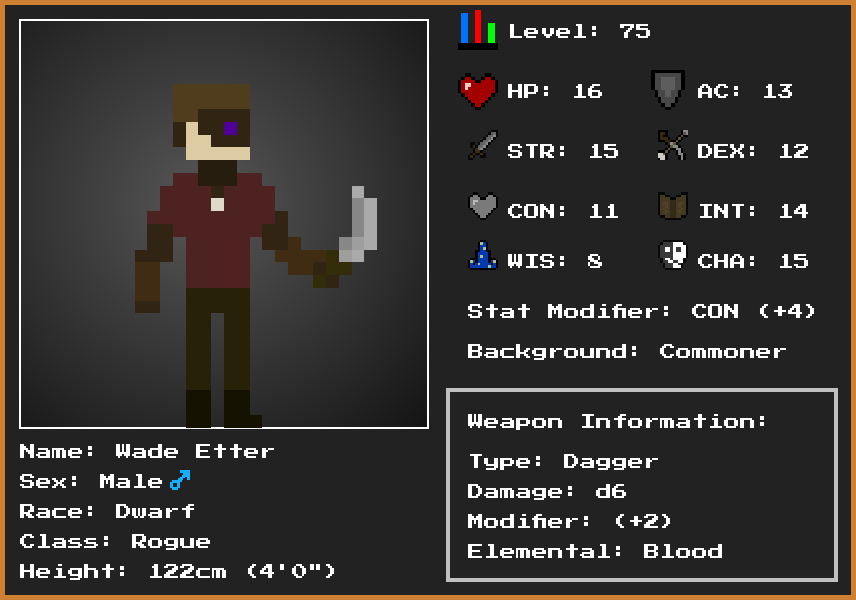 Level: 75
HP: 16 AC: 13
STR: 15 DEX: 12
CON: 11 INT: 14
WIS: 8 CHA: 15
Stat Modifier: CON (+4)
Background: Commoner
Weapon Information:
Type: Dagger
Damage: d6
Modifier: (+2)
Elemental: Blood
Name: Wade Etter
Sex: Male♂
Race: Dwarf
Class: Rogue
Height: 122cm (4'0")